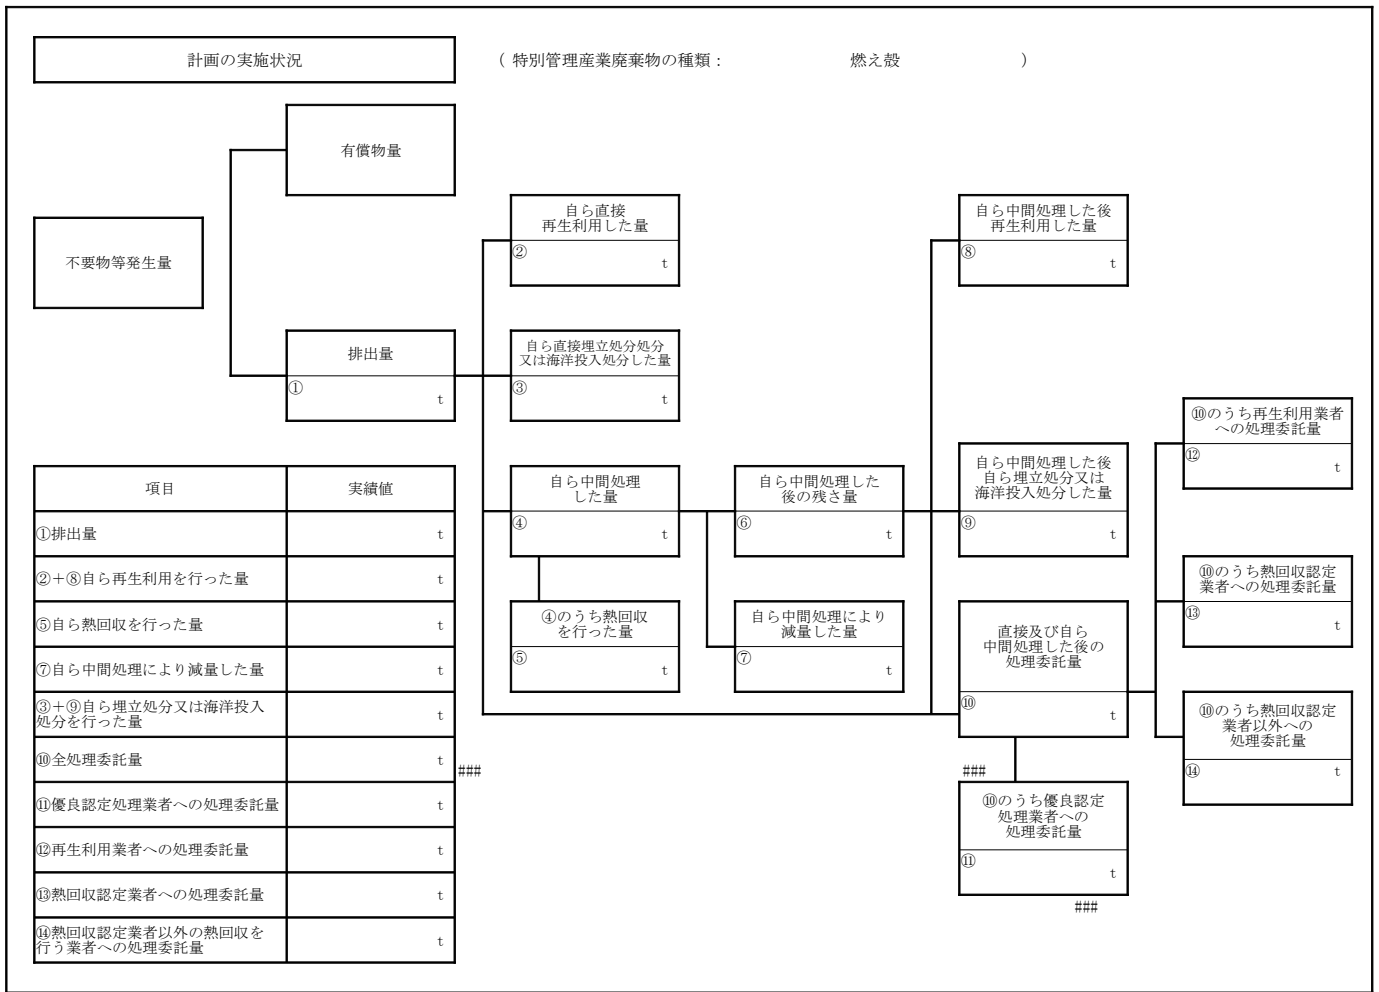 計画の実施状況
（ 特別管理産業廃棄物の種類： 燃え殻 ）
有償物量
不要物等発生量
自ら直接
再生利用した量
② t
自ら中間処理した後
再生利用した量
⑧ t
排出量
① t
自ら直接埋立処分処分
又は海洋投入処分した量
③ t
⑩のうち再生利用業者
への処理委託量
⑫ t
自ら中間処理
した量
④ t
自ら中間処理した
後の残さ量
⑥ t
自ら中間処理した後
自ら埋立処分又は
海洋投入処分した量
⑨ t
⑩のうち熱回収認定
業者への処理委託量
⑬ t
④のうち熱回収
を行った量
⑤ t
自ら中間処理により
減量した量
⑦ t
直接及び自ら
中間処理した後の
処理委託量
⑩ t
⑩のうち熱回収認定
業者以外への
処理委託量
⑭ t
###
⑩のうち優良認定
処理業者への
処理委託量
⑪ t
###
項目 実績値
①排出量 t
②＋⑧自ら再生利用を行った量 t
⑤自ら熱回収を行った量 t
⑦自ら中間処理により減量した量 t
③＋⑨自ら埋立処分又は海洋投入
処分を行った量 t
⑩全処理委託量 t ###
⑪優良認定処理業者への処理委託量 t
⑫再生利用業者への処理委託量 t
⑬熱回収認定業者への処理委託量 t
⑭熱回収認定業者以外の熱回収を
行う業者への処理委託量 t